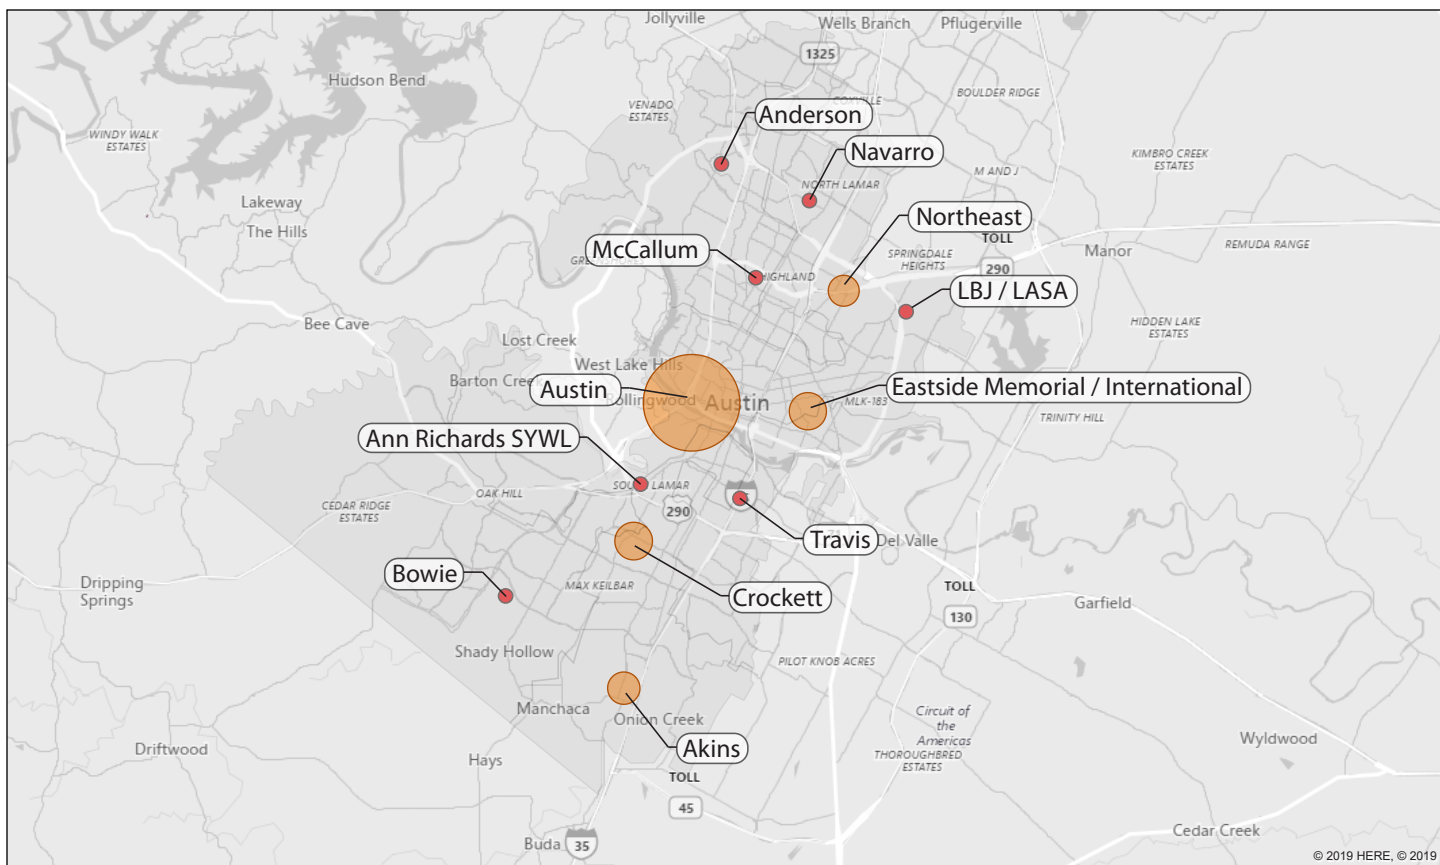 Jollyville
Wells Branch
Pflugerville
1325
Hudson Bend
BOULDER RIDGE
VENADO
ESTATES
COXVILLE
Anderson
WINDY WALK
ESTATES
Navarro
KIMBRO CREEK
ESTATES
M AND J
NORTH LAMAR
Lakeway
Northeast
The Hills
TOLL
McCallum
SPRINGDALE
HEIGHTS
Manor
REMUDA RANGE
290
HIGHLAND
LBJ / LASA
Bee Cave
HIDDEN LAKE
ESTATES
Lost Creek
West Lake Hills
Barton Creek
Austin
Rollingwood
Austin
Eastside Memorial / International
MLK-183
TRINITY HILL
Ann Richards SYWL
SOUTH LAMAR
OAK HILL
CEDAR RIDGE
ESTATES
290
Travis
71
Del Valle
Bowie
Dripping
Springs
MAX KEILBAR
Crockett
TOLL
130
Garfield
Shady Hollow
PILOT KNOB ACRES
Manchaca
Onion Creek
Circuit of
the
Americas
Driftwood
Akins
Hays
THOROUGHBRED
ESTATES
Wyldwood
TOLL
45
Buda
35
Cedar Creek
© 2019 HERE, © 2019